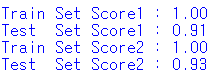 Train Set Score1 : 1.00
Test  Set Score1 : 0.91
Train Set Score2 : 1.00
Test  Set Score2 : 0.93